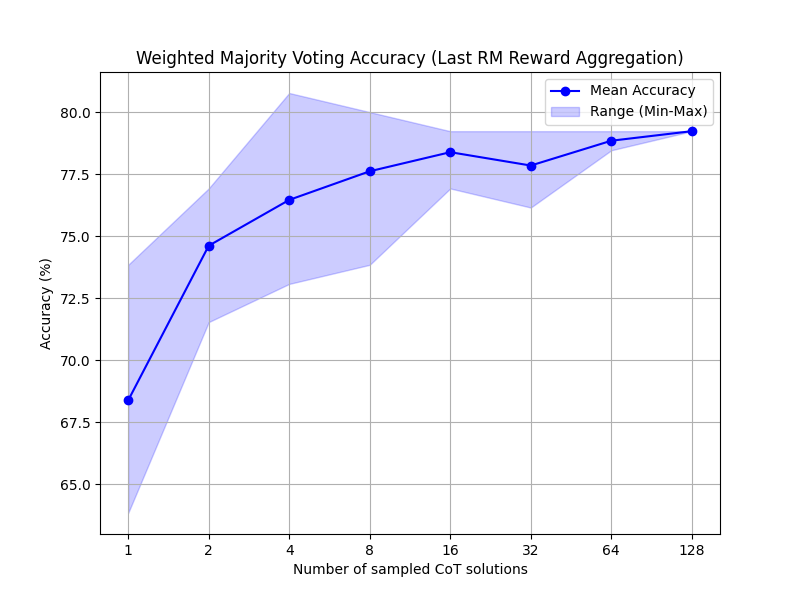 Weighted Majority Voting Accuracy (Last RM Reward Aggregation)
Mean Accuracy
Range (Min-Max)
Accuracy (%)
80.0
77.5
75.0
72.5
70.0
67.5
65.0
1 2 4 8 16 32 64 128
Number of sampled CoT solutions